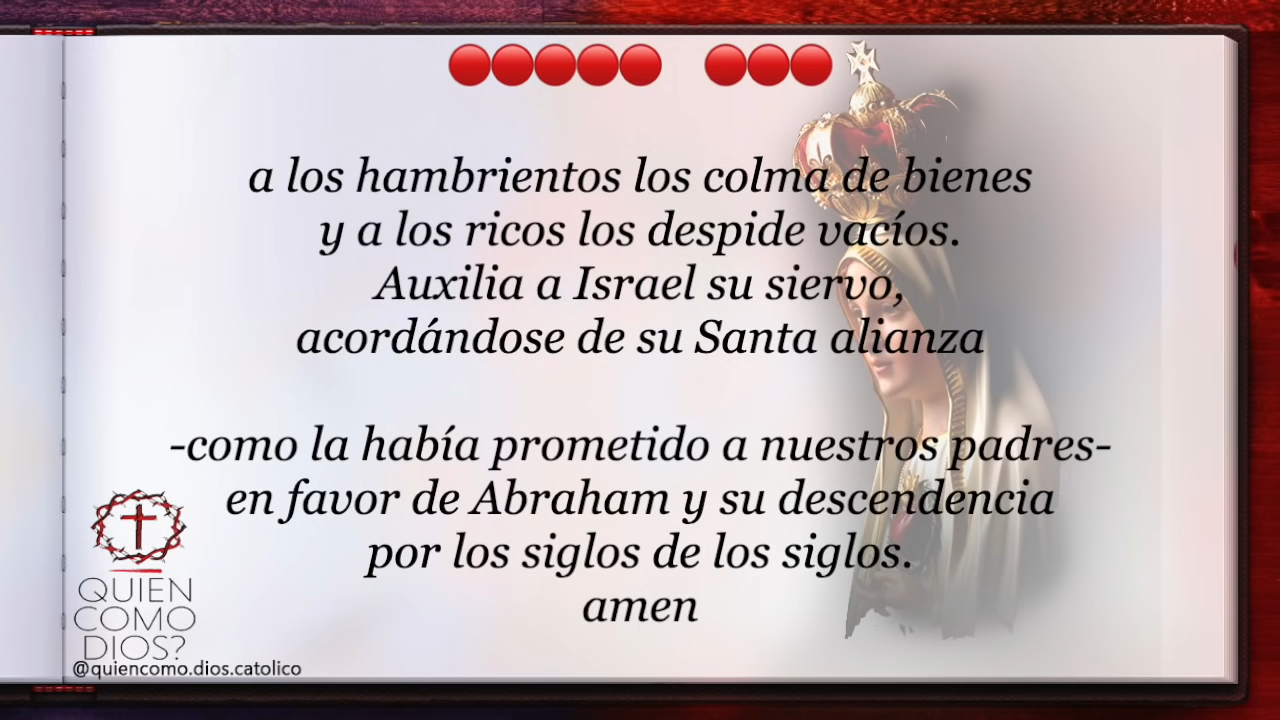 a los hambrientos los colma de bienes
y a los ricos los despide vacíos.
Auxilia a Israel su siervo,
acordándose de su Santa alianza
-como la había prometido a nuestros padres-
en favor de Abraham y su descendencia
por los siglos de los siglos.
amen
QUIEN
COMO
DIOS?
@quiencomo.dios.catolico